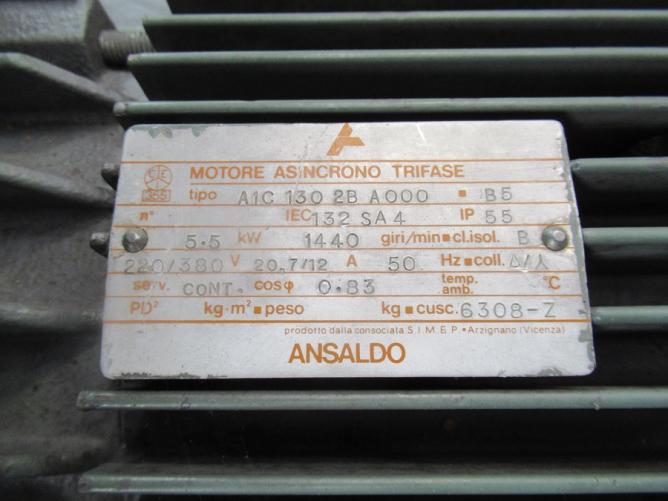 MOTORE ASINCRONO TRIFASE
tipo A1C 130 2B A000 ▪ B5
n° IEC 132 SA4 IP 55
5.5 kW 1440 giri/min ▪ cl.isol. B
220/380 V 20.7/12 A 50 Hz ▪ coll. Δ/⅄
serv. CONT. cosφ 0.83 temp. amb. °C
PD² kg·m² ▪ peso kg ▪ cusc. 6308-Z
prodotto dalla consociata S.I.M.E.P. • Arzignano (Vicenza)
ANSALDO